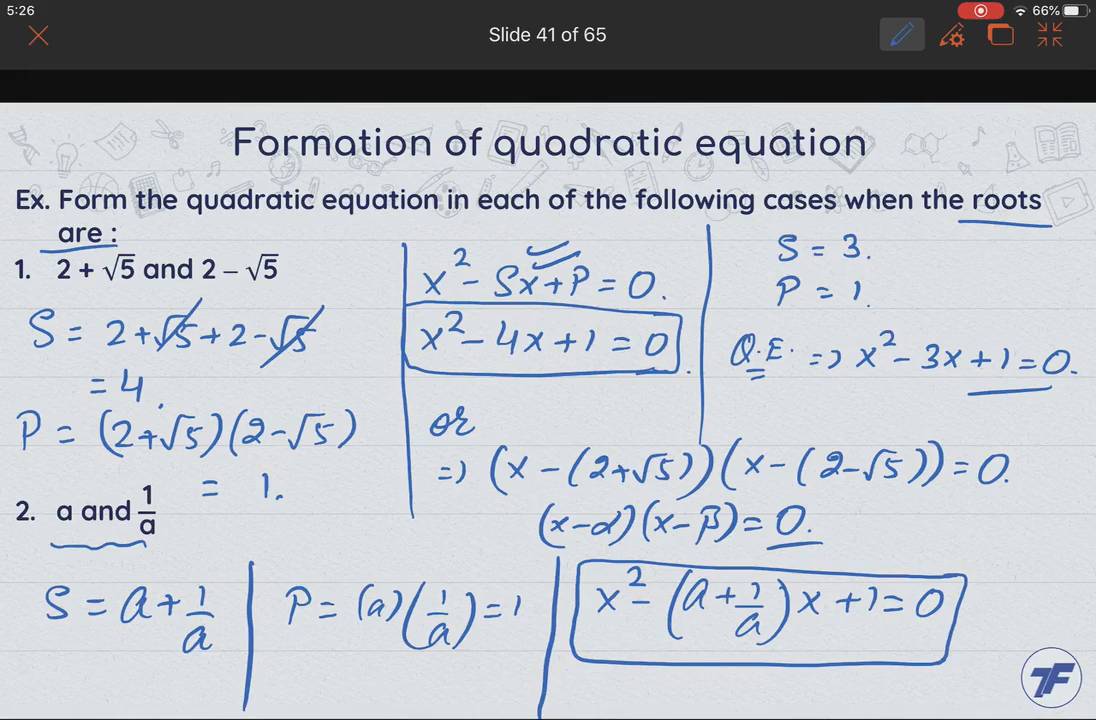 5:26
66%
Slide 41 of 65
Formation of quadratic equation
Ex. Form the quadratic equation in each of the following cases when the roots
are :
1. 2 + √5 and 2 – √5
S = 2+√5+2-√5
= 4.
P = (2+√5)(2-√5)
= 1.
x² - Sx + P = 0.
x² - 4x + 1 = 0.
S = 3.
P = 1.
Q.E. => x² - 3x + 1 = 0.
or
=> (x - (2+√5))(x - (2-√5)) = 0.
(x-α)(x-β) = 0.
2. a and 1/a
S = a + 1/a
P = (a)(1/a) = 1
x² - (a + 1/a)x + 1 = 0
TF